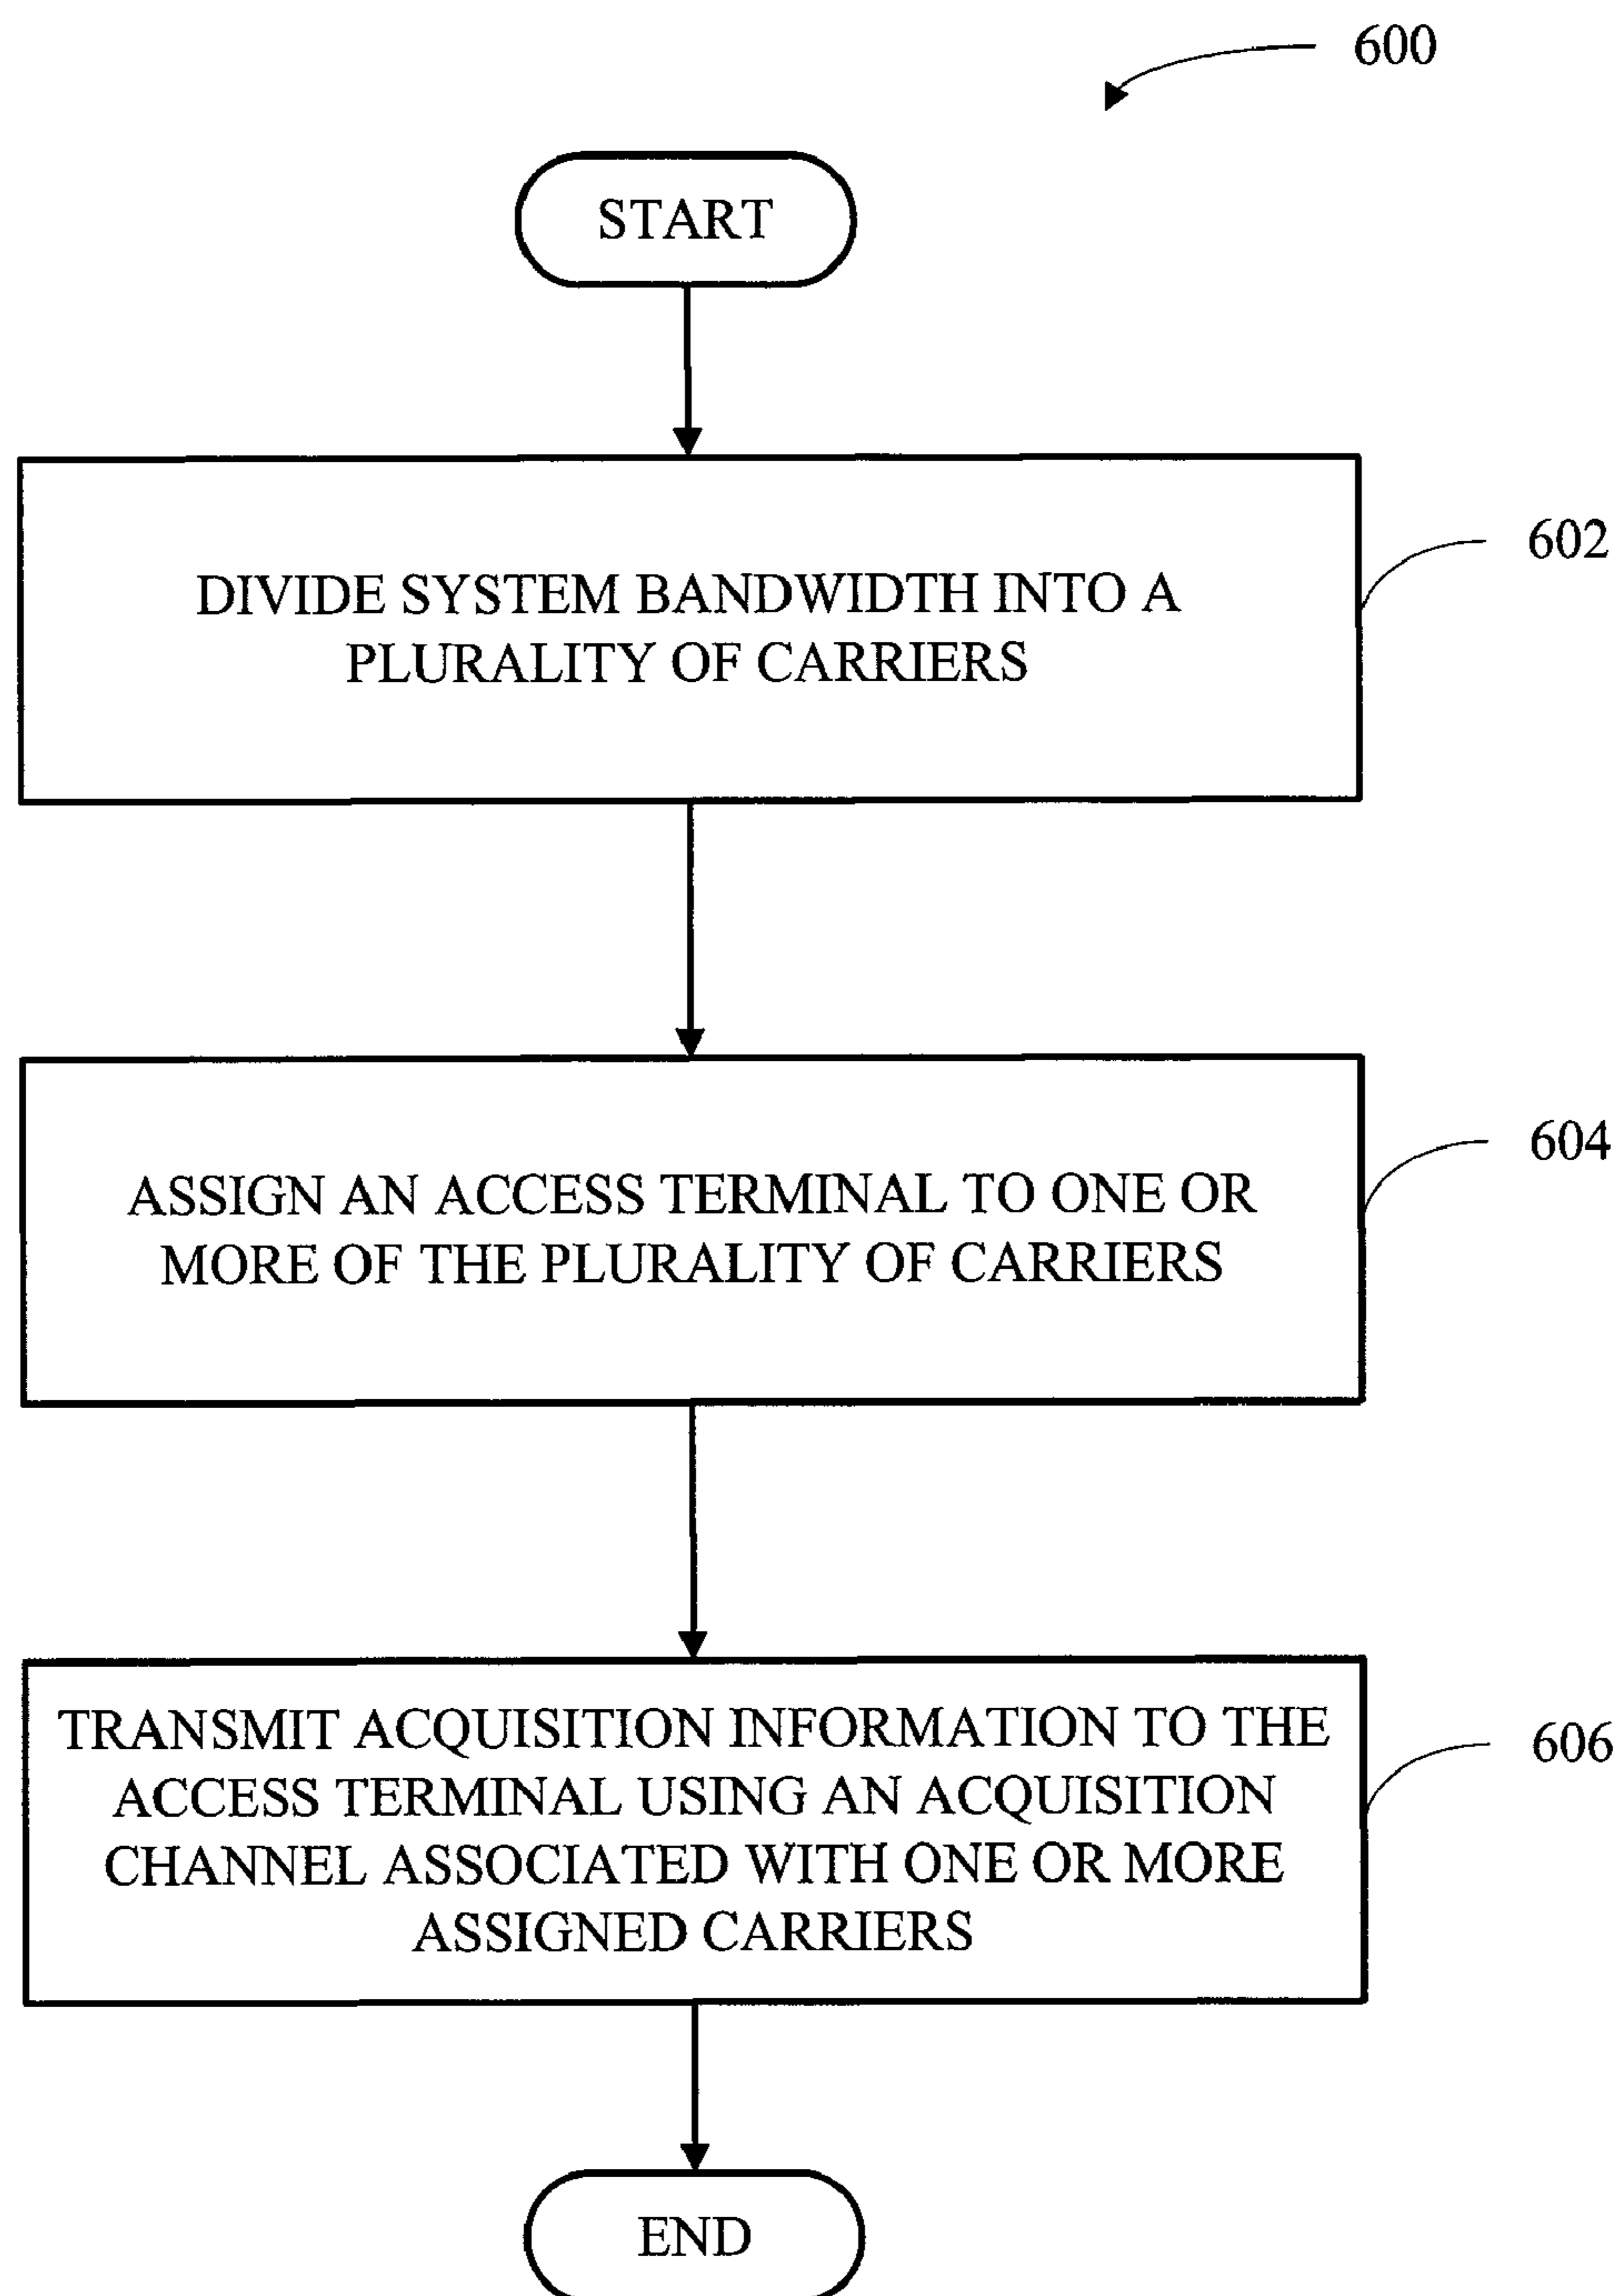 600
START
DIVIDE SYSTEM BANDWIDTH INTO A
PLURALITY OF CARRIERS
602
ASSIGN AN ACCESS TERMINAL TO ONE OR
MORE OF THE PLURALITY OF CARRIERS
604
TRANSMIT ACQUISITION INFORMATION TO THE
ACCESS TERMINAL USING AN ACQUISITION
CHANNEL ASSOCIATED WITH ONE OR MORE
ASSIGNED CARRIERS
606
END